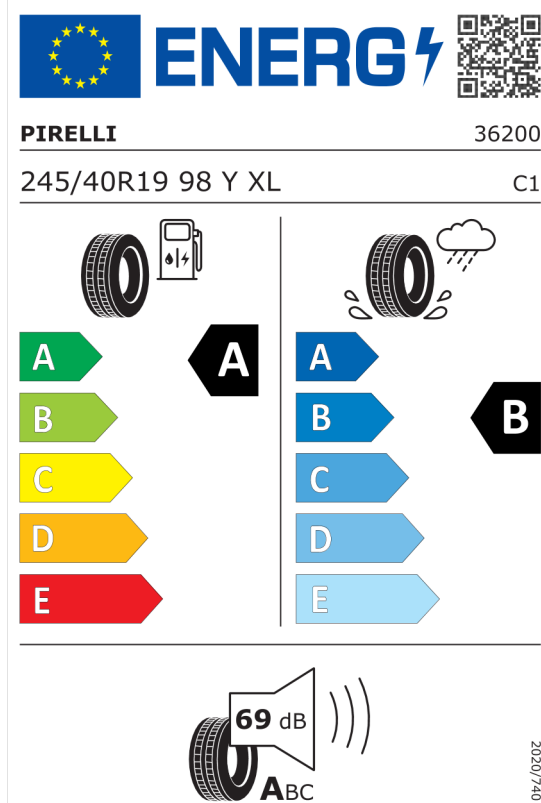 ENERG
PIRELLI 36200
245/40R19 98 Y XL C1
A A A
B B B
C C
D D
E E
69 dB
ABC
2020/740